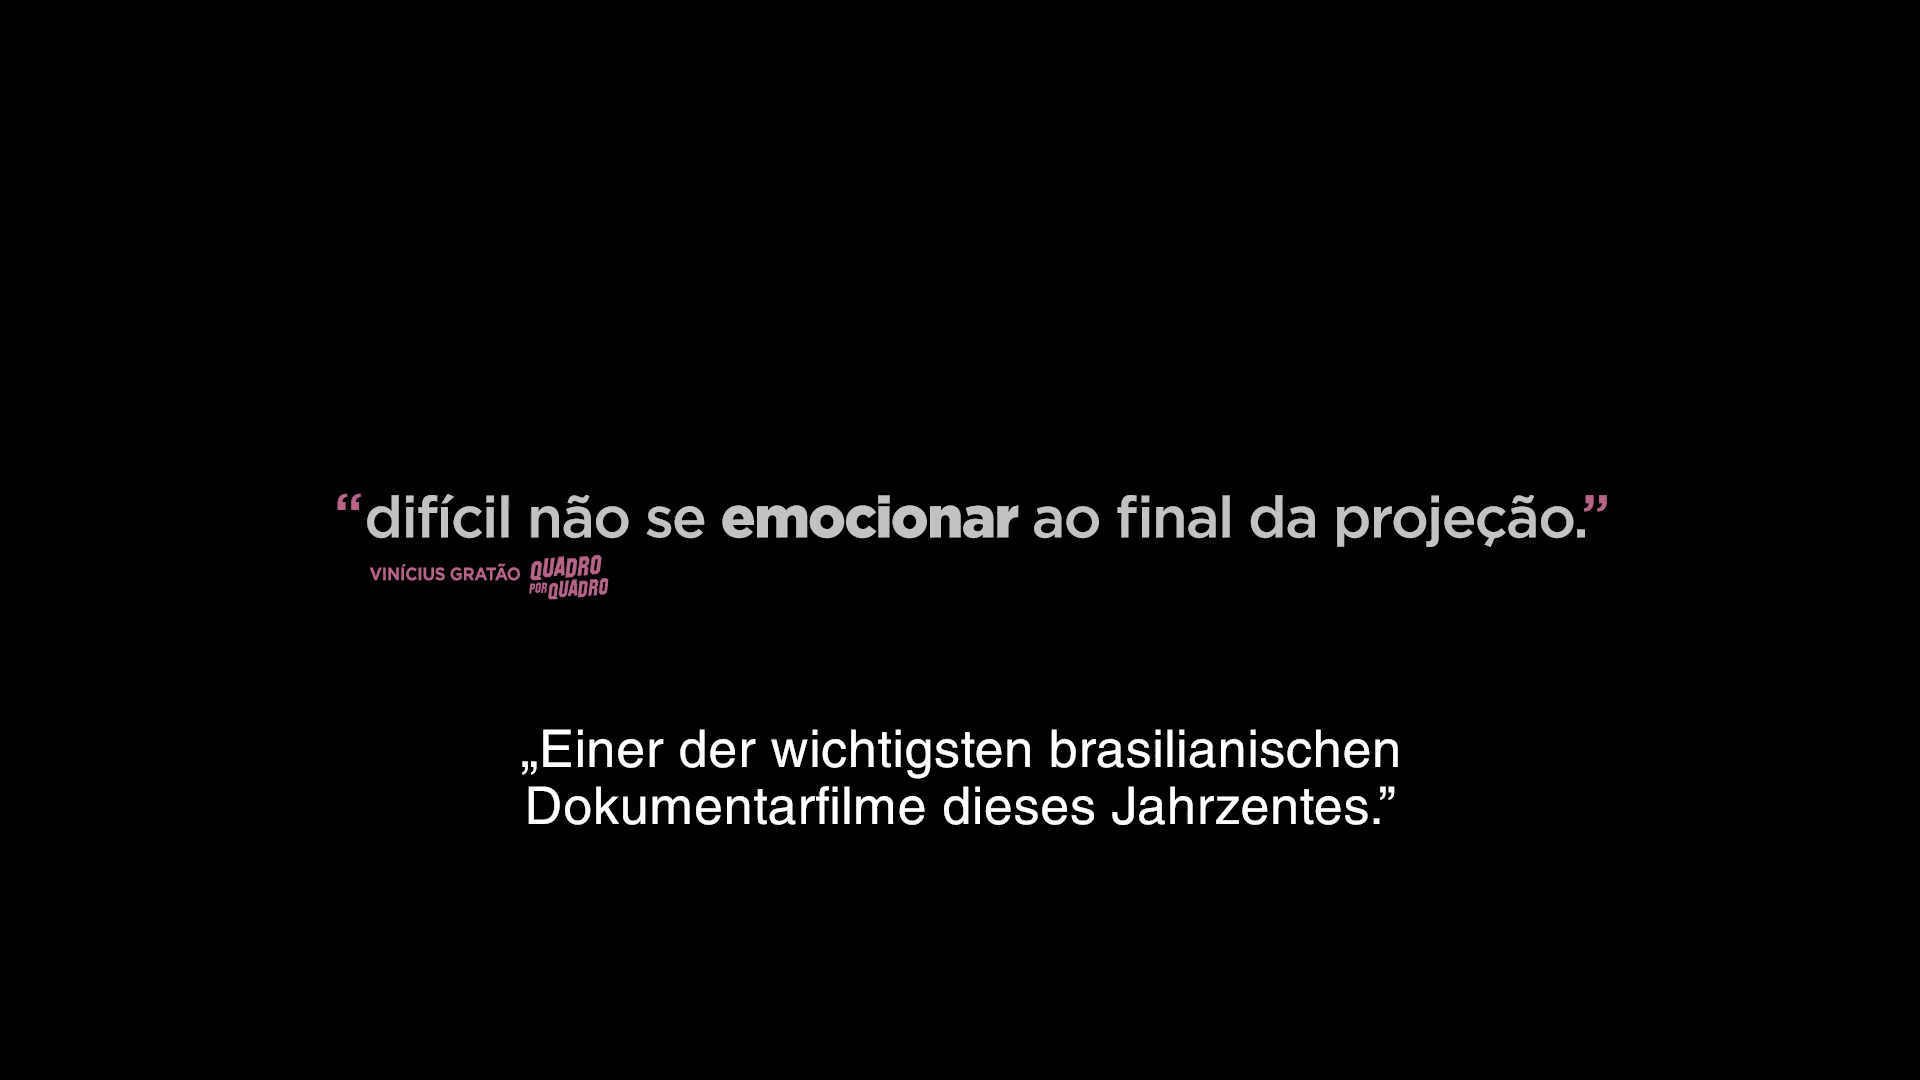 “difícil não se emocionar ao final da projeção.”
VINÍCIUS GRATÃO QUADRO POR QUADRO
„Einer der wichtigsten brasilianischen
Dokumentarfilme dieses Jahrzentes.”